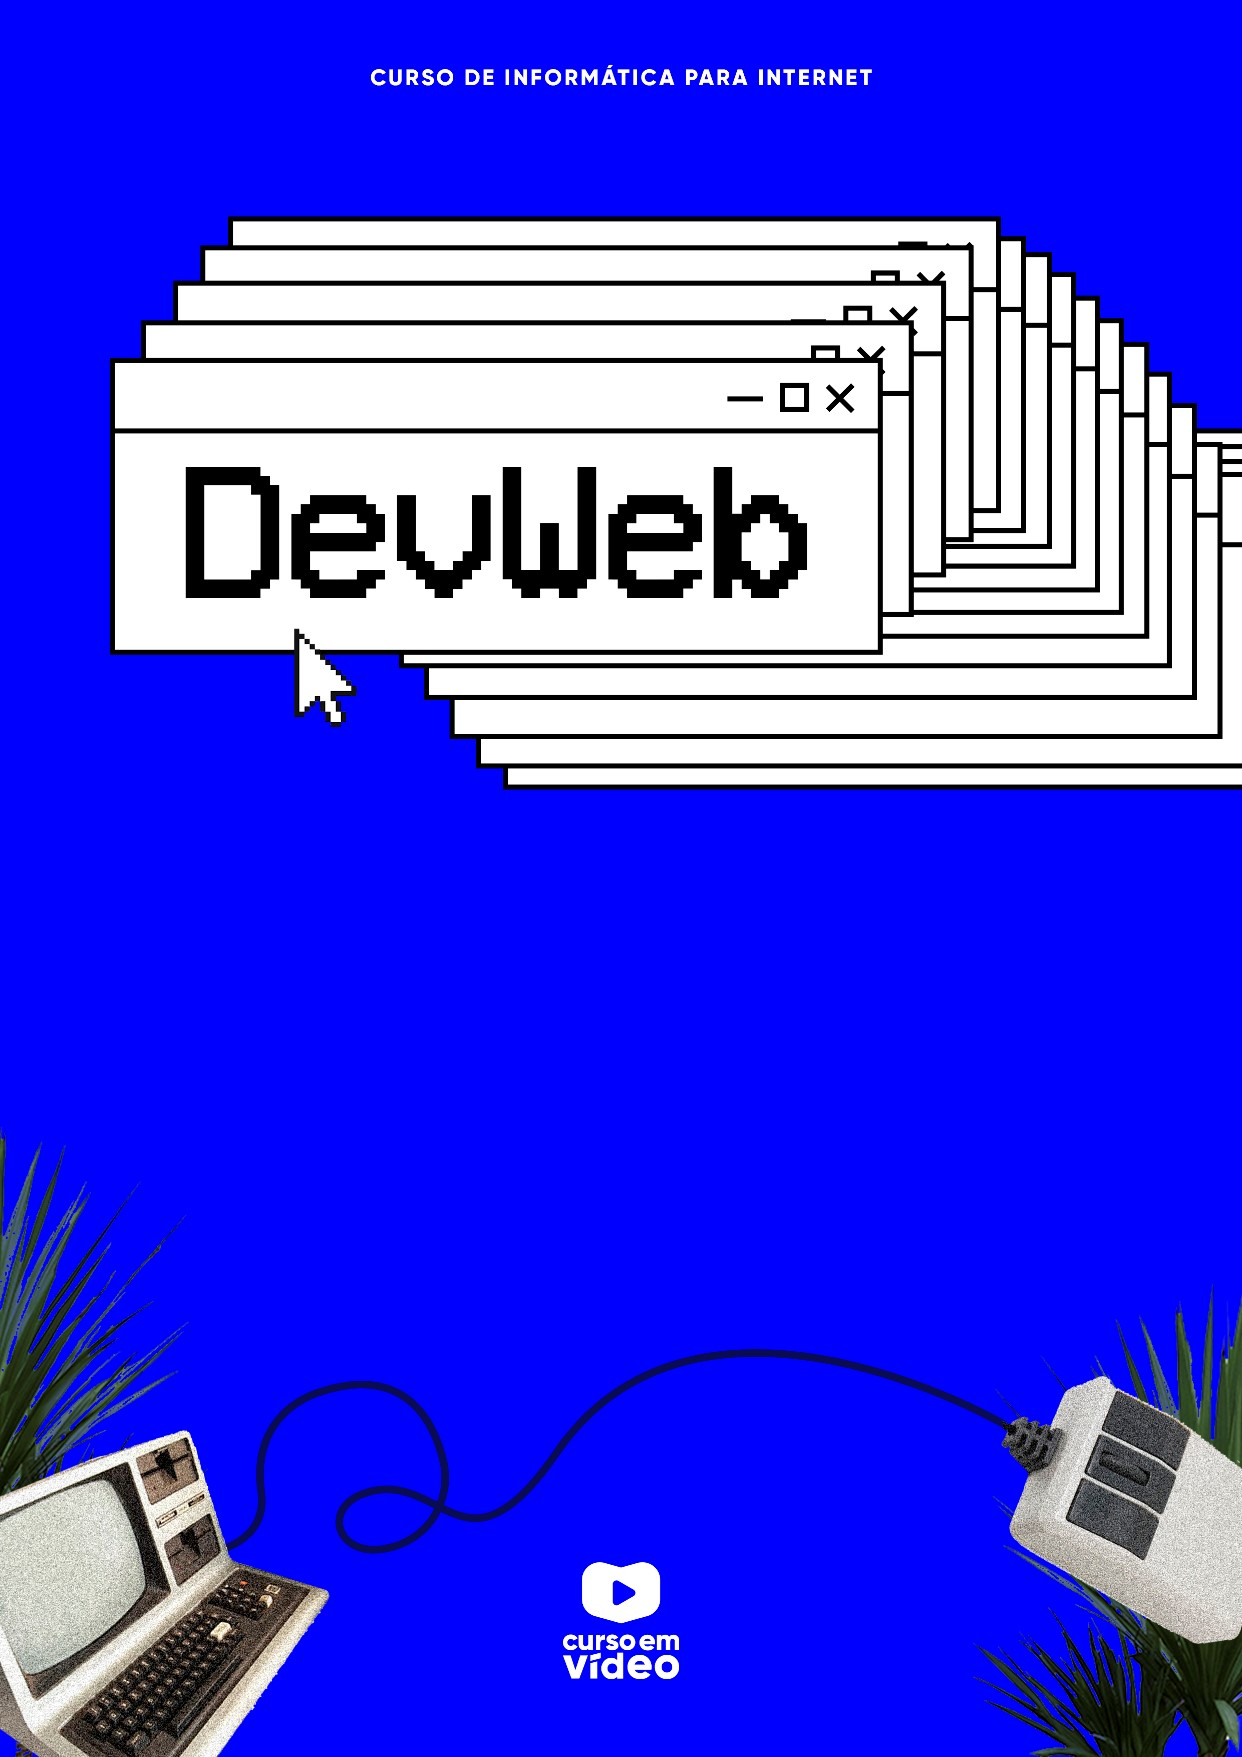 CURSO DE INFORMÁTICA PARA INTERNET
DevWeb
curso em
vídeo